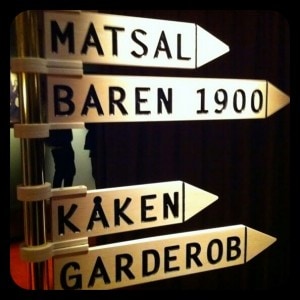 MATSAL
BAREN 1900
KÅKEN
GARDEROB